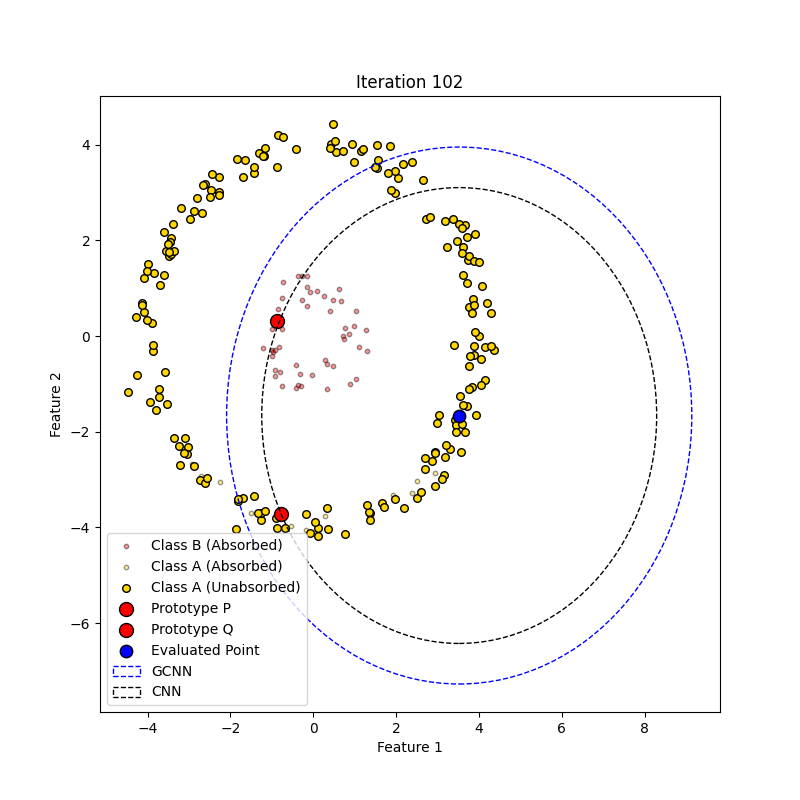 Iteration 102
4
2
0
−2
−4
−6
Feature 2
Class B (Absorbed)
Class A (Absorbed)
Class A (Unabsorbed)
Prototype P
Prototype Q
Evaluated Point
GCNN
CNN
−4 −2 0 2 4 6 8
Feature 1